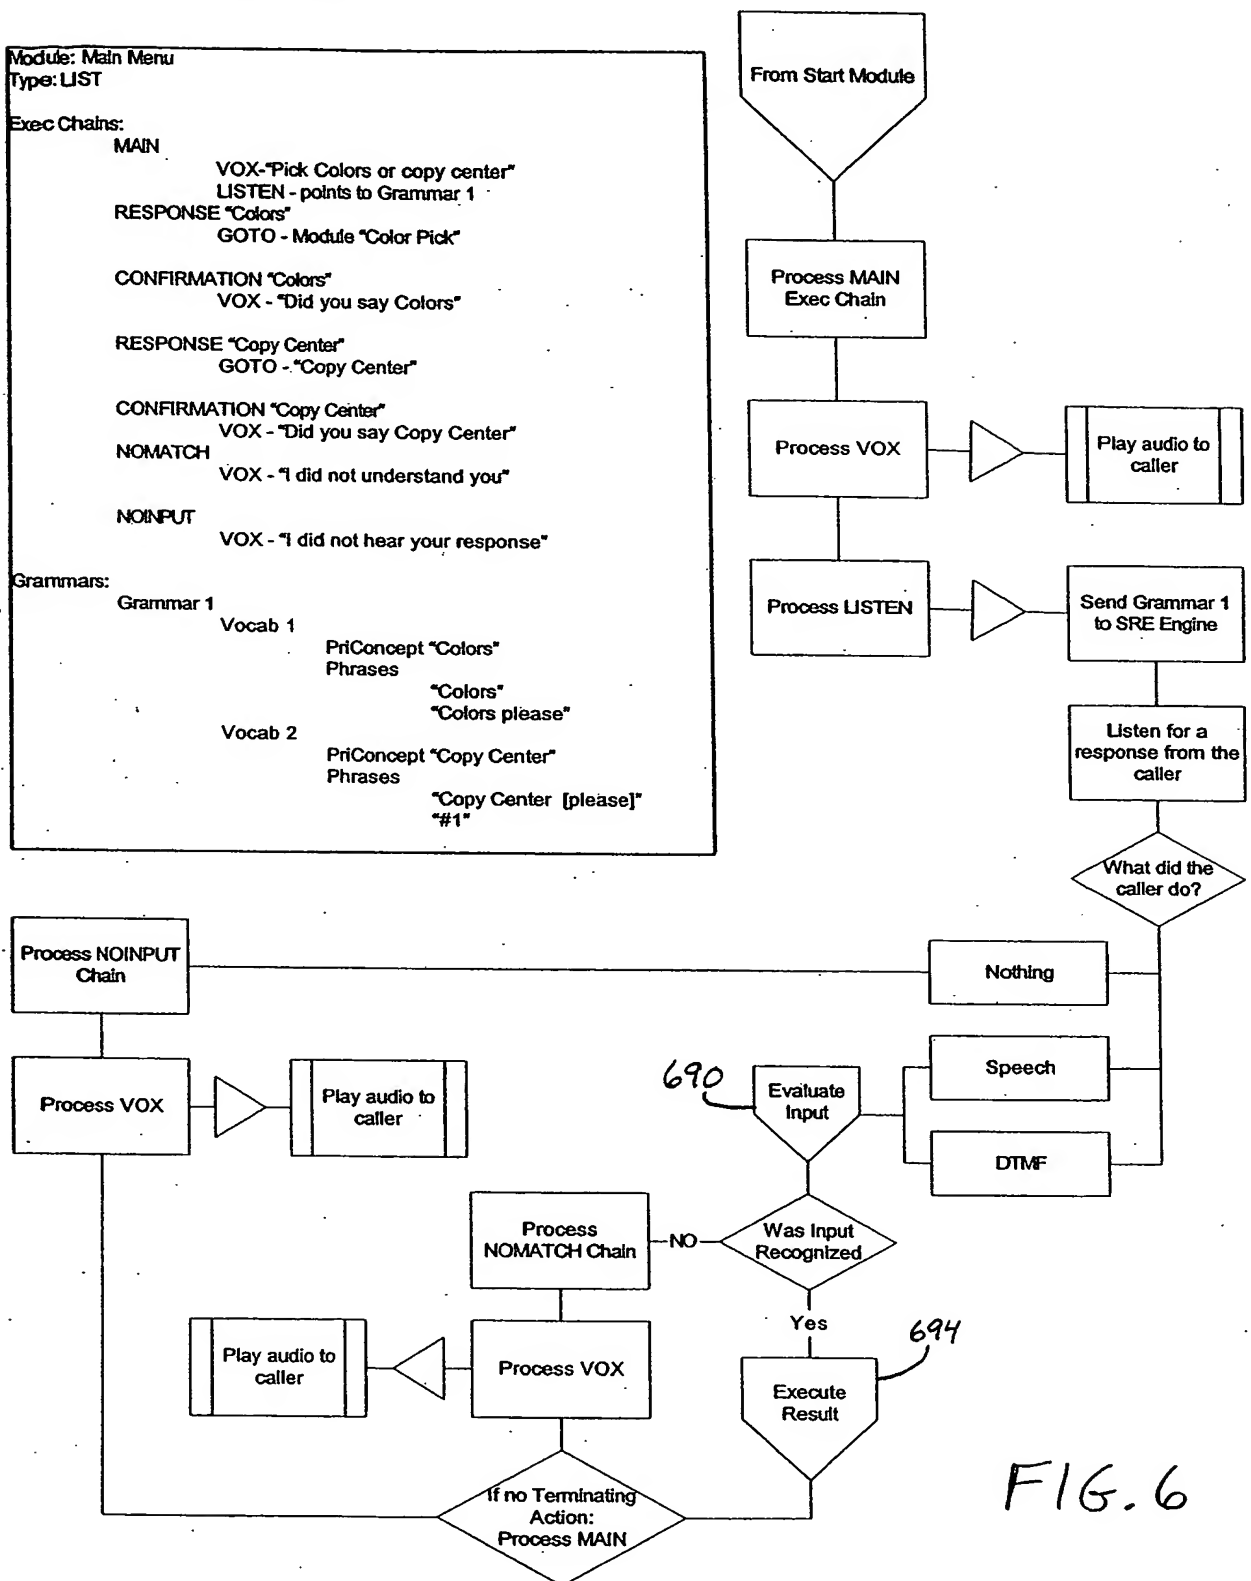 Module: Main Menu
Type: LIST
Exec Chains:
MAIN
VOX-"Pick Colors or copy center"
LISTEN - points to Grammar 1
RESPONSE "Colors"
GOTO - Module "Color Pick"
CONFIRMATION "Colors"
VOX - "Did you say Colors"
RESPONSE "Copy Center"
GOTO - "Copy Center"
CONFIRMATION "Copy Center"
VOX - "Did you say Copy Center"
NOMATCH
VOX - "I did not understand you"
NOINPUT
VOX - "I did not hear your response"
Grammars:
Grammar 1
Vocab 1
PriConcept "Colors"
Phrases
"Colors"
"Colors please"
Vocab 2
PriConcept "Copy Center"
Phrases
"Copy Center [please]"
"#1"
From Start Module
Process MAIN
Exec Chain
Process VOX
Play audio to
caller
Process LISTEN
Send Grammar 1
to SRE Engine
Listen for a
response from the
caller
What did the
caller do?
Nothing
Speech
DTMF
Process NOINPUT
Chain
Process VOX
Play audio to
caller
690
Evaluate
Input
Was Input
Recognized
NO
Process
NOMATCH Chain
Process VOX
Play audio to
caller
Yes
694
Execute
Result
If no Terminating
Action:
Process MAIN
FIG. 6